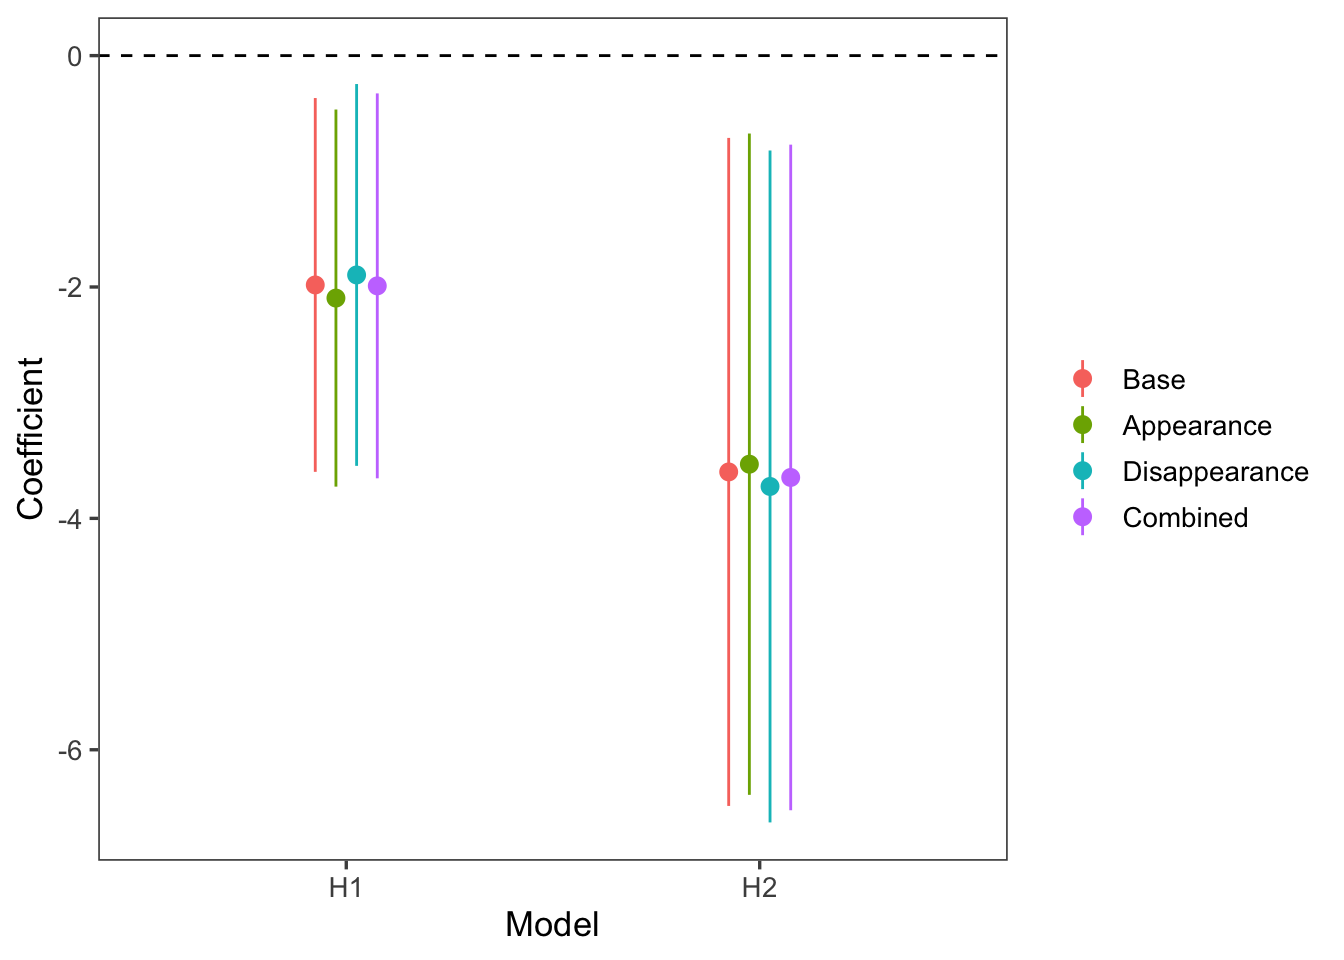 0
-2
-4
-6
Coefficient
H1
H2
Model
Base
Appearance
Disappearance
Combined